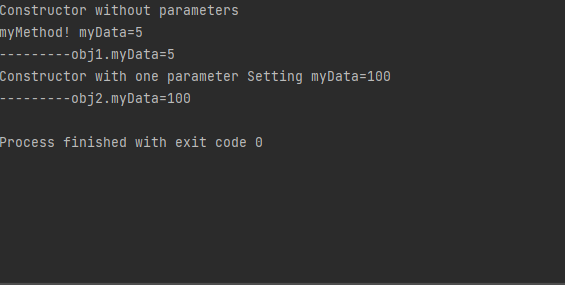 Constructor without parameters
myMethod! myData=5
---------obj1.myData=5
Constructor with one parameter Setting myData=100
---------obj2.myData=100
Process finished with exit code 0